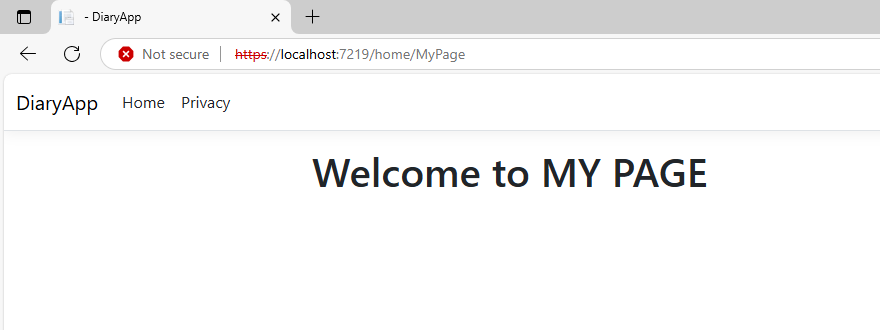 - DiaryApp
Not secure https://localhost:7219/home/MyPage
DiaryApp Home Privacy
Welcome to MY PAGE